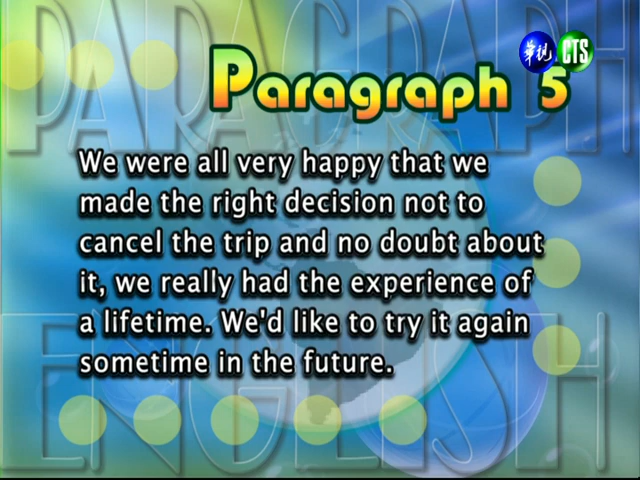 PARAGRAPH
華視 CTS
Paragraph 5
We were all very happy that we
made the right decision not to
cancel the trip and no doubt about
it, we really had the experience of
a lifetime. We'd like to try it again
sometime in the future.
ENGLISH